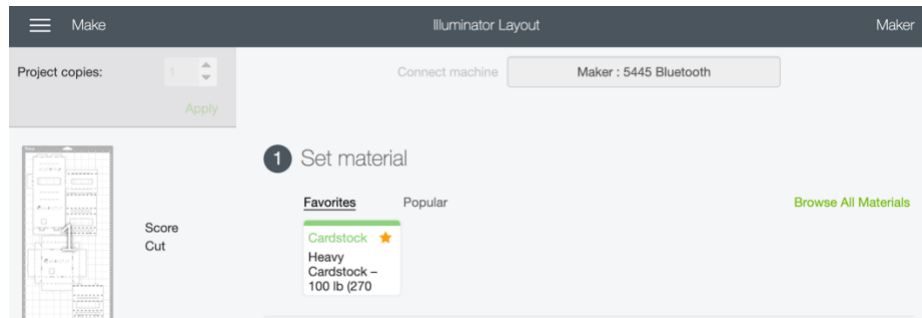 Make
Illuminator Layout
Maker
Project copies:
1
Apply
Connect machine
Maker : 5445 Bluetooth
1
Set material
Favorites
Popular
Browse All Materials
Score
Cut
1
Cardstock
Heavy
Cardstock –
100 lb (270